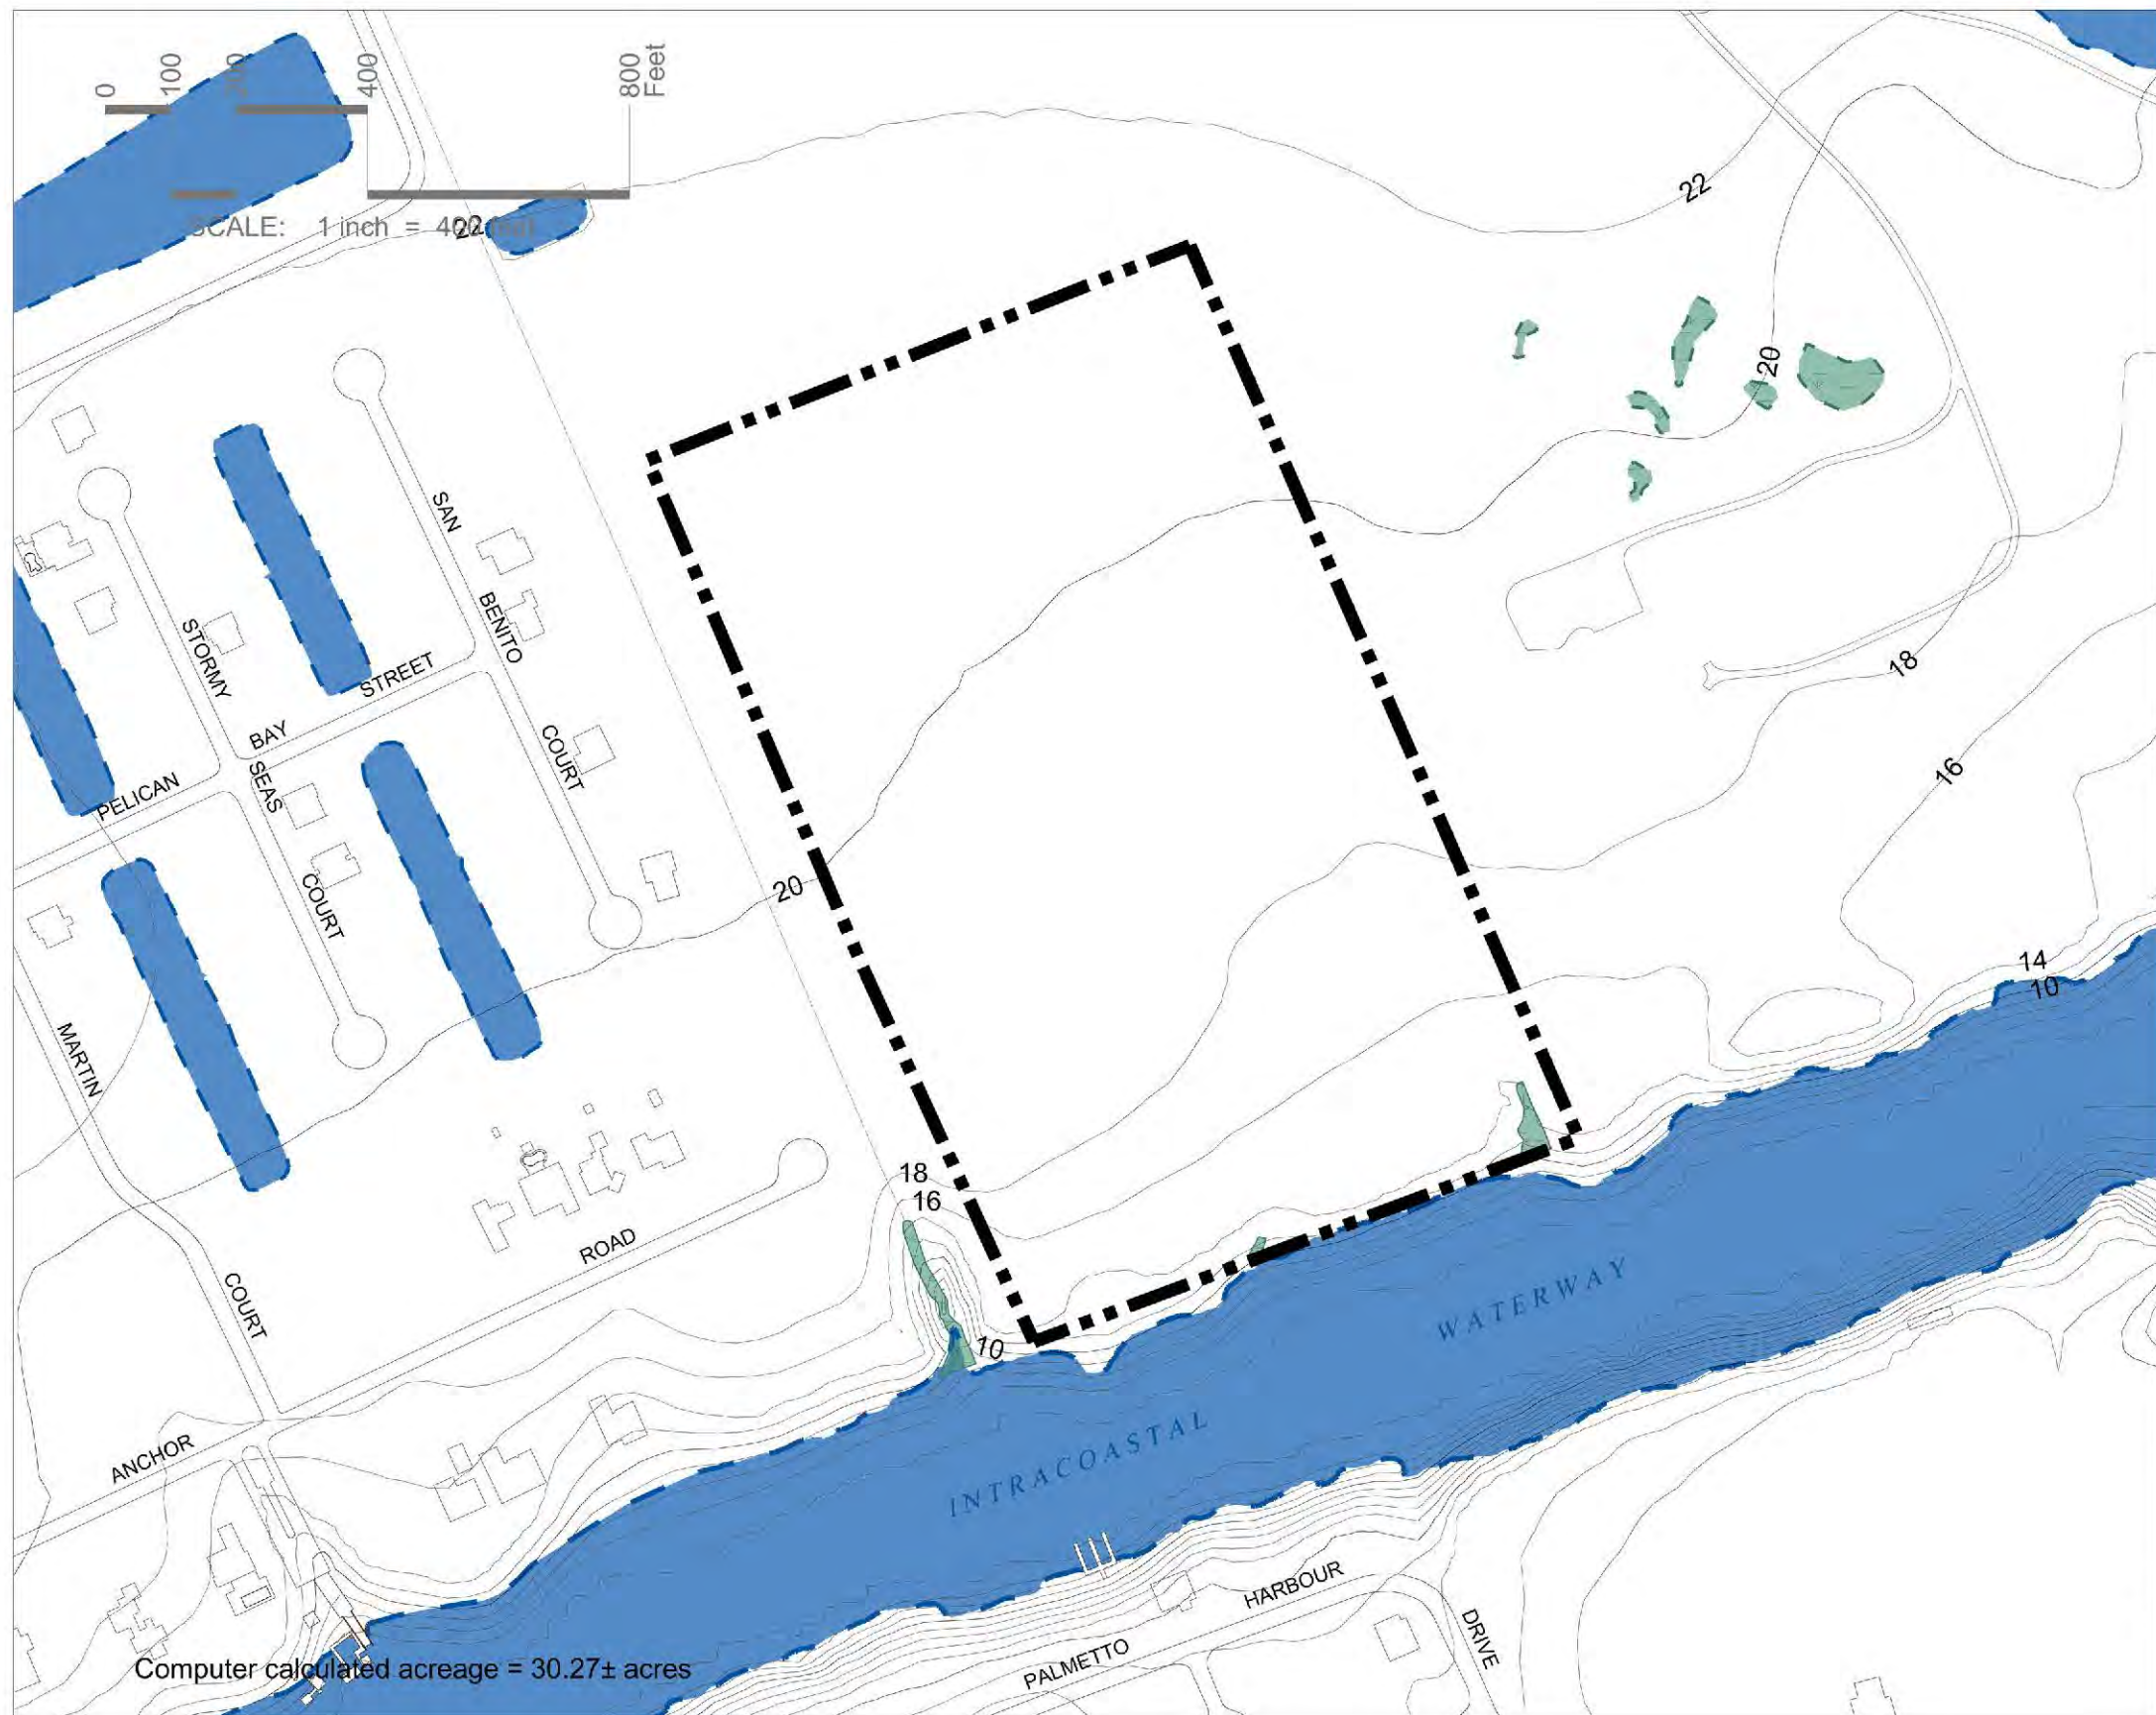 0 100 200 400 800
Feet
SCALE: 1 inch = 400 feet
22
22
20
SAN
BENITO
COURT
STORMY
SEAS
COURT
PELICAN
BAY
STREET
18
16
20
14
10
MARTIN
COURT
18
16
10
ROAD
ANCHOR
WATERWAY
INTRACOASTAL
HARBOUR
PALMETTO
DRIVE
Computer calculated acreage = 30.27± acres